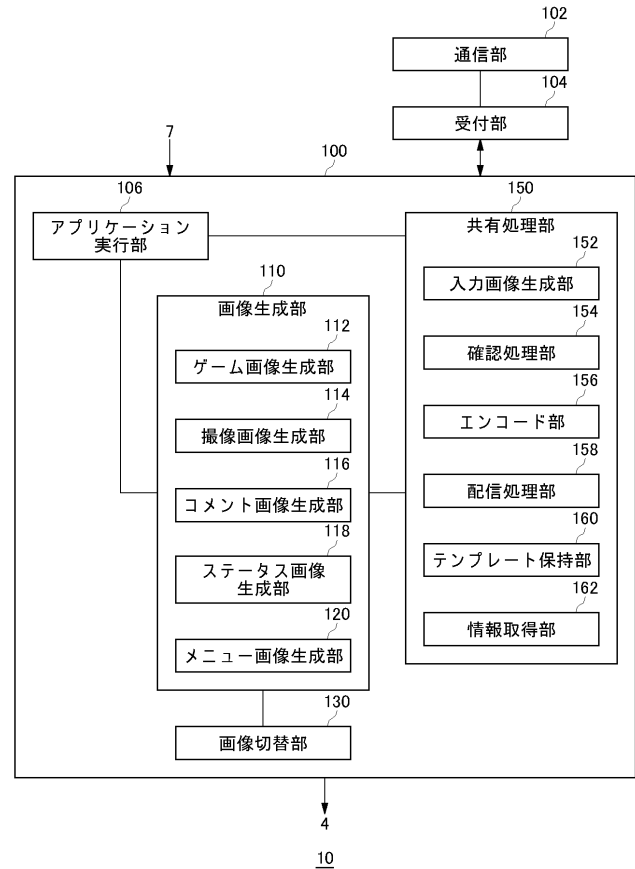 102
通信部
104
受付部
7
100
106
アプリケーション
実行部
150
共有処理部
110
画像生成部
152
入力画像生成部
112
ゲーム画像生成部
154
確認処理部
114
撮像画像生成部
156
エンコード部
116
コメント画像生成部
158
配信処理部
118
ステータス画像
生成部
160
テンプレート保持部
120
メニュー画像生成部
162
情報取得部
130
画像切替部
4
10